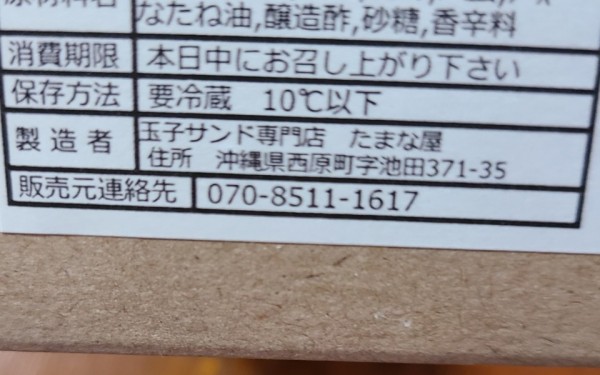 原材料名
なたね油,醸造酢,砂糖,香辛料
消費期限 本日中にお召し上がり下さい
保存方法 要冷蔵 10℃以下
製造者 玉子サンド専門店 たまな屋
住所 沖縄県西原町字池田371-35
販売元連絡先 070-8511-1617